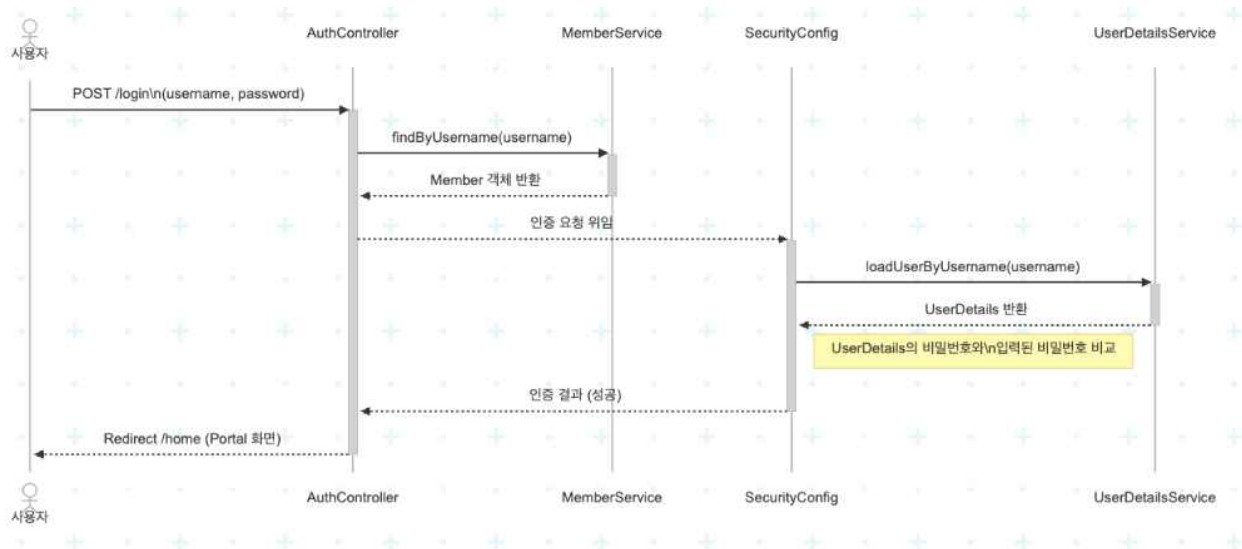 AuthController MemberService SecurityConfig UserDetailsService
사용자
POST /login\n(username, password)
findByUsername(username)
Member 객체 반환
인증 요청 위임
loadUserByUsername(username)
UserDetails 반환
UserDetails의 비밀번호와\n입력된 비밀번호 비교
인증 결과 (성공)
Redirect /home (Portal 화면)
AuthController MemberService SecurityConfig UserDetailsService
사용자